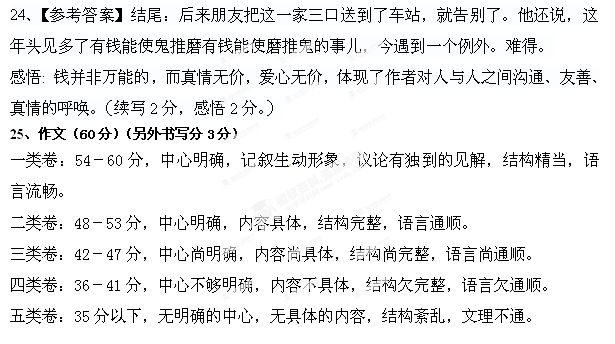 24、【参考答案】结尾：后来朋友把这一家三口送到了车站，就告别了。他还说，这
年头见多了有钱能使鬼推磨有钱能使磨推鬼的事儿，今遇到一个例外。难得。
感悟: 钱并非万能的，而真情无价，爱心无价，体现了作者对人与人之间沟通、友善、
真情的呼唤。（续写2分，感悟2分。）
25、作文（60分）（另外书写分3分）
一类卷：54－60分，中心明确，记叙生动形象，议论有独到的见解，结构精当，语
言流畅。
二类卷：48－53分，中心明确，内容具体，结构完整，语言通顺。
三类卷：42－47分，中心尚明确，内容尚具体，结构尚完整，语言尚通顺。
四类卷：36－41分，中心不够明确，内容不具体，结构欠完整，语言欠通顺。
五类卷：35分以下，无明确的中心，无具体的内容，结构紊乱，文理不通。